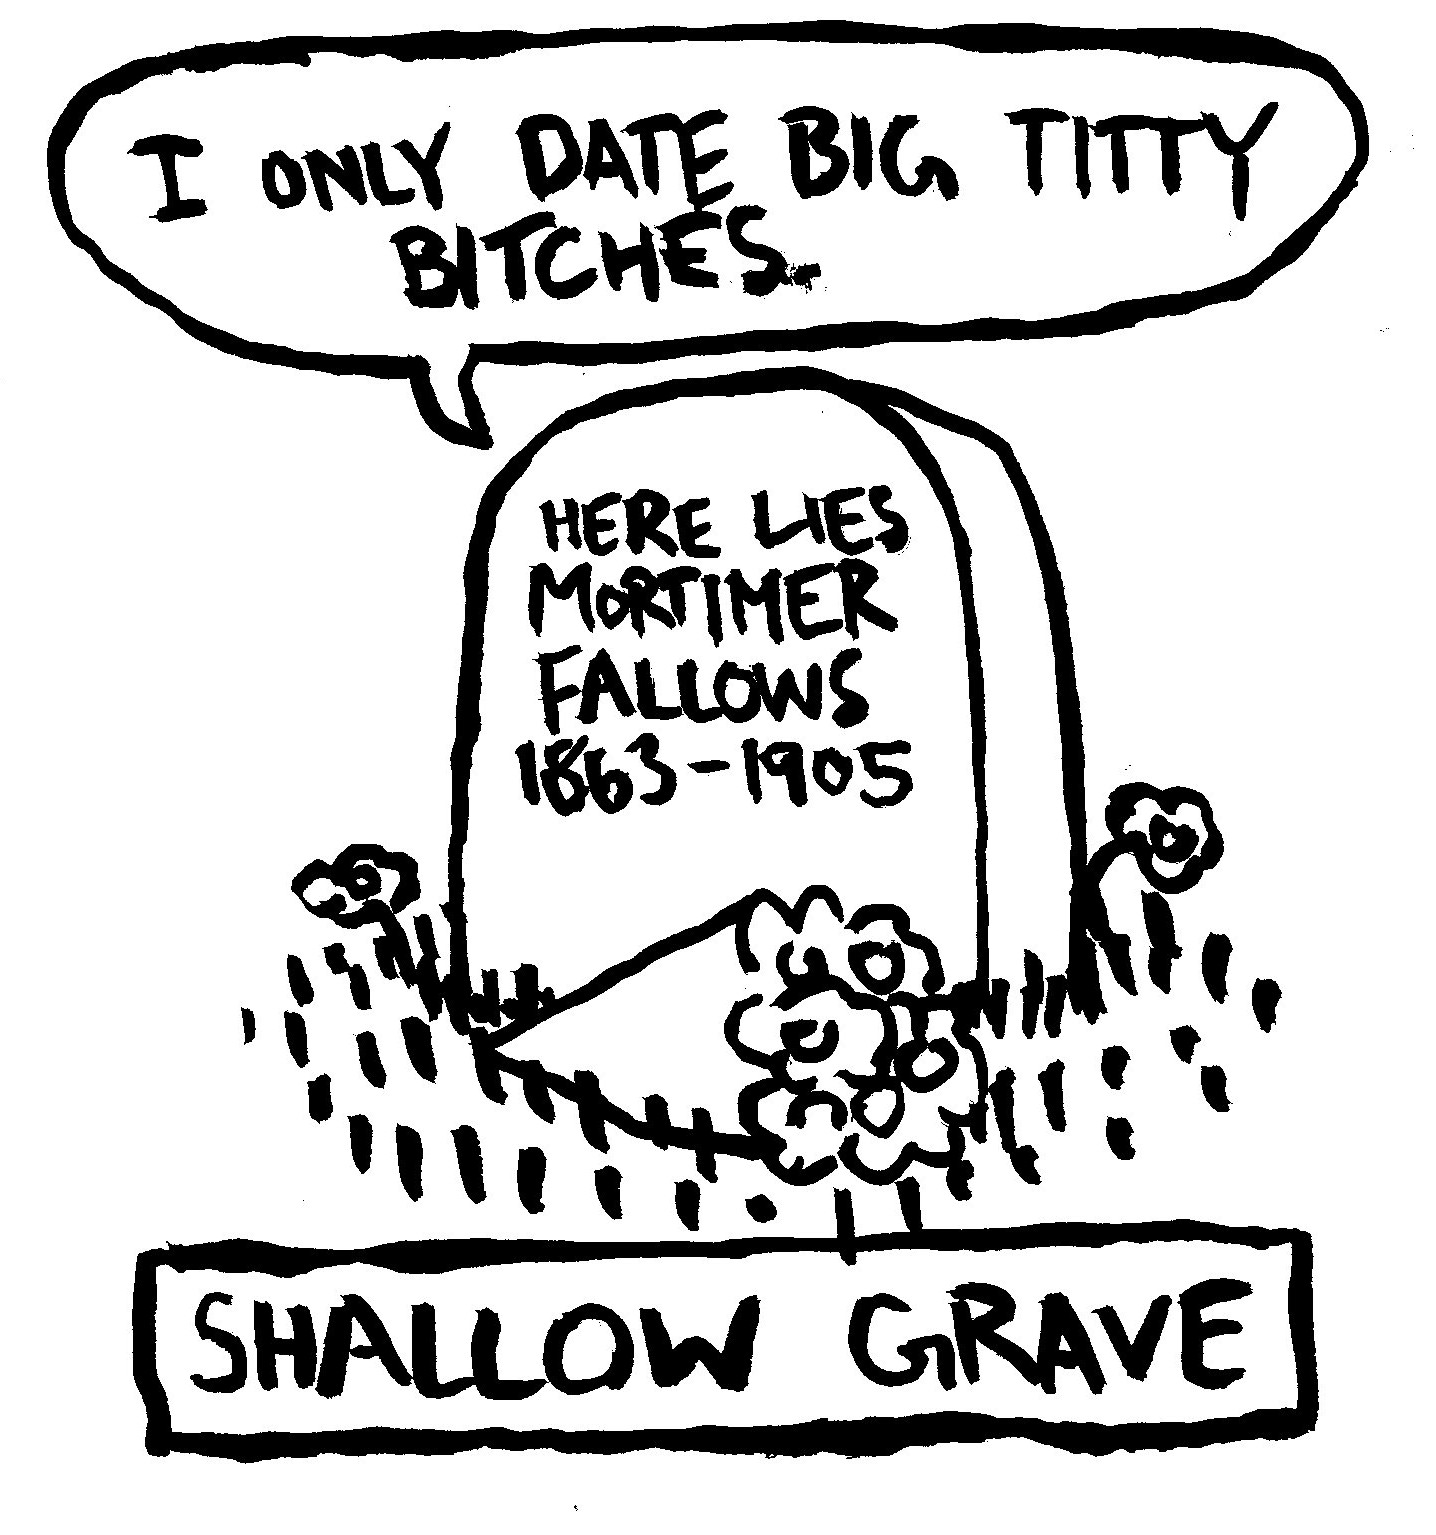 I ONLY DATE BIG TITTY
BITCHES.
HERE LIES
MORTIMER
FALLOWS
1863-1905
SHALLOW GRAVE